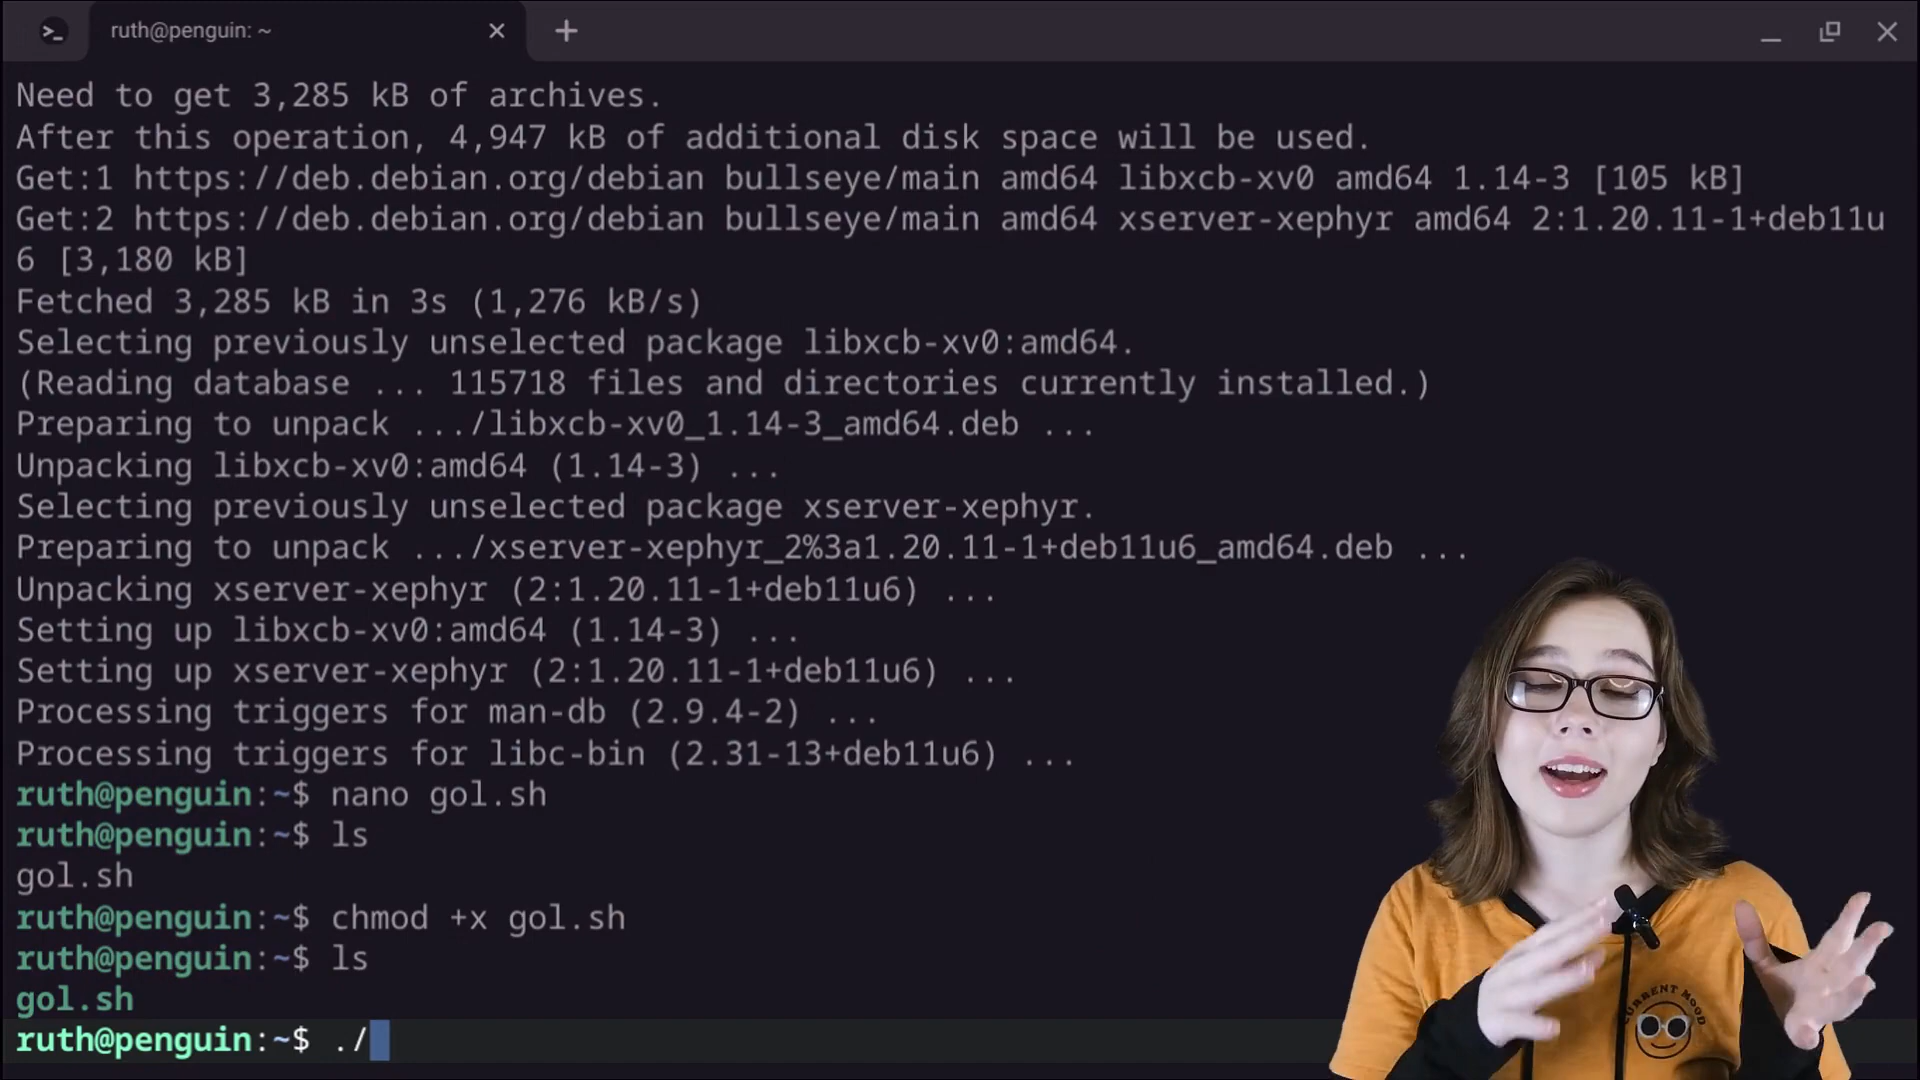 ruth@penguin: ~
Need to get 3,285 kB of archives.
After this operation, 4,947 kB of additional disk space will be used.
Get:1 https://deb.debian.org/debian bullseye/main amd64 libxcb-xv0 amd64 1.14-3 [105 kB]
Get:2 https://deb.debian.org/debian bullseye/main amd64 xserver-xephyr amd64 2:1.20.11-1+deb11u
6 [3,180 kB]
Fetched 3,285 kB in 3s (1,276 kB/s)
Selecting previously unselected package libxcb-xv0:amd64.
(Reading database ... 115718 files and directories currently installed.)
Preparing to unpack .../libxcb-xv0_1.14-3_amd64.deb ...
Unpacking libxcb-xv0:amd64 (1.14-3) ...
Selecting previously unselected package xserver-xephyr.
Preparing to unpack .../xserver-xephyr_2%3a1.20.11-1+deb11u6_amd64.deb ...
Unpacking xserver-xephyr (2:1.20.11-1+deb11u6) ...
Setting up libxcb-xv0:amd64 (1.14-3) ...
Setting up xserver-xephyr (2:1.20.11-1+deb11u6) ...
Processing triggers for man-db (2.9.4-2) ...
Processing triggers for libc-bin (2.31-13+deb11u6) ...
ruth@penguin:~$ nano gol.sh
ruth@penguin:~$ ls
gol.sh
ruth@penguin:~$ chmod +x gol.sh
ruth@penguin:~$ ls
gol.sh
ruth@penguin:~$ ./
CURRENT MOOD